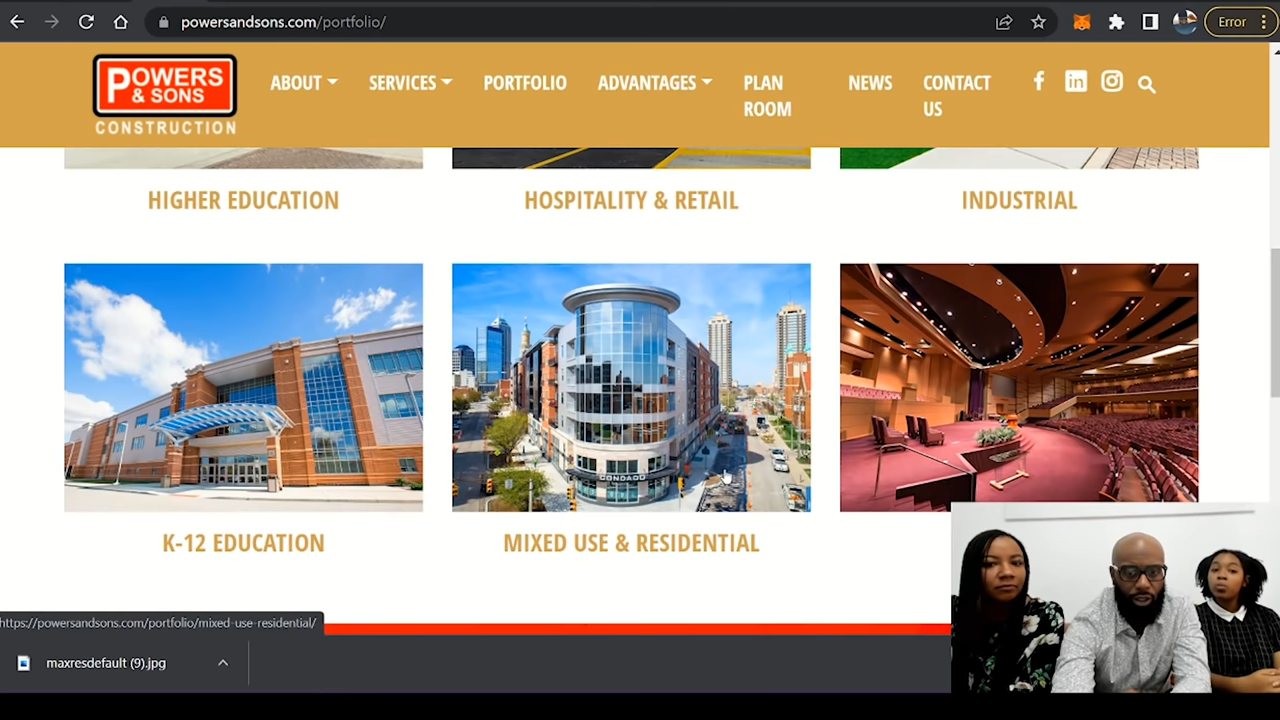 powersandsons.com/portfolio/
Error
POWERS
& SONS
CONSTRUCTION
ABOUT
SERVICES
PORTFOLIO
ADVANTAGES
PLAN
ROOM
NEWS
CONTACT
US
HIGHER EDUCATION
HOSPITALITY & RETAIL
INDUSTRIAL
CONDADO
K-12 EDUCATION
MIXED USE & RESIDENTIAL
https://powersandsons.com/portfolio/mixed-use-residential/
maxresdefault (9).jpg